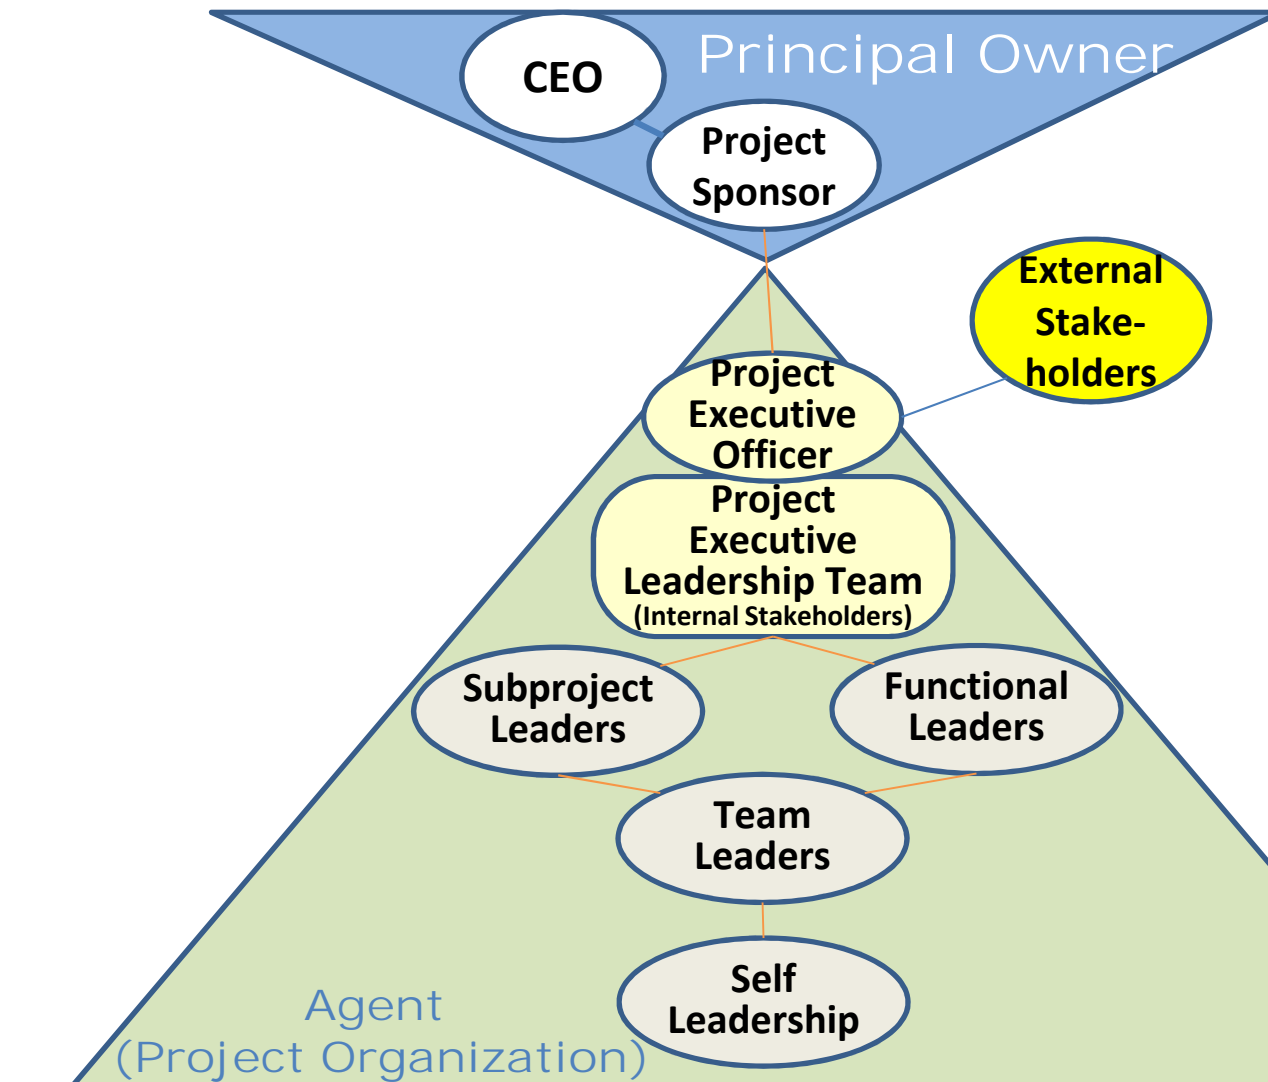 CEO
Principal Owner
Project
Sponsor
External
Stake-
holders
Project
Executive
Officer
Project
Executive
Leadership Team
(Internal Stakeholders)
Subproject
Leaders
Functional
Leaders
Team
Leaders
Self
Leadership
Agent
(Project Organization)